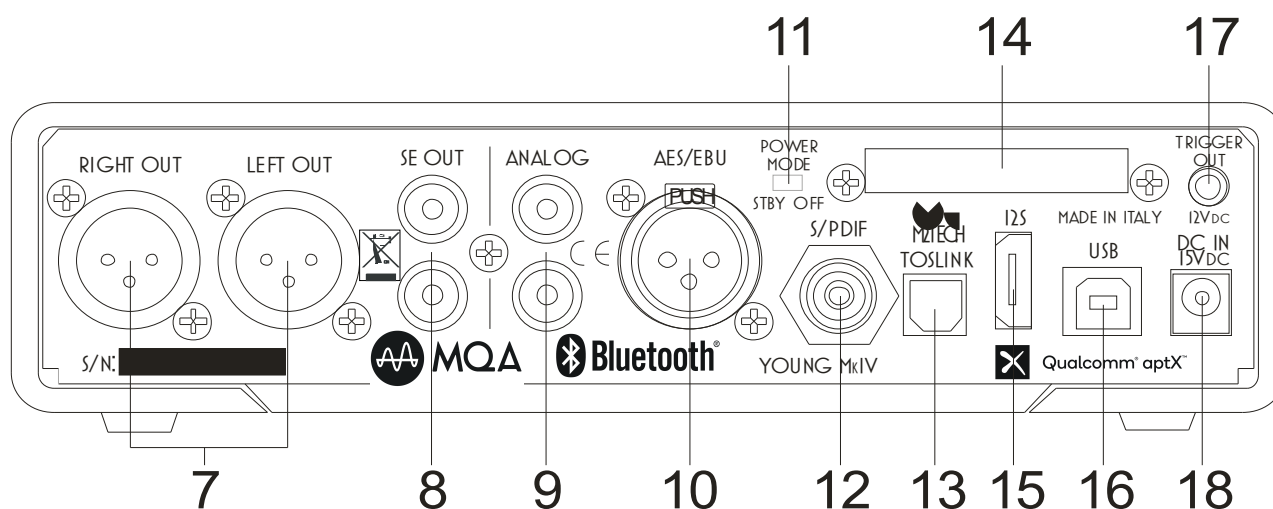 11
14
17
RIGHT OUT
LEFT OUT
SE OUT
ANALOG
AES/EBU
PUSH
POWER
MODE
STBY OFF
TRIGGER
OUT
12VDC
S/PDIF
M2TECH
TOSLINK
I2S
MADE IN ITALY
USB
DC IN
15VDC
CE
S/N:
MQA
Bluetooth®
YOUNG MkIV
Qualcomm® aptX™
7
8
9
10
12
13
15
16
18